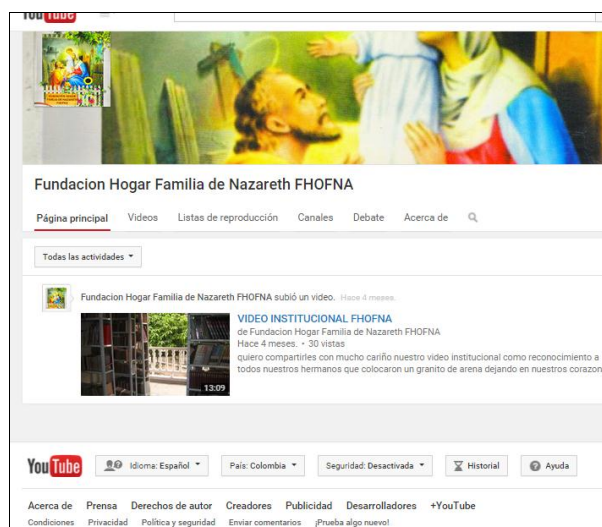 YouTube
Fundacion Hogar Familia de Nazareth FHOFNA
Página principal Videos Listas de reproducción Canales Debate Acerca de
Todas las actividades
Fundacion Hogar Familia de Nazareth FHOFNA subió un video. Hace 4 meses.
VIDEO INSTITUCIONAL FHOFNA
de Fundacion Hogar Familia de Nazareth FHOFNA
Hace 4 meses. • 30 vistas
quiero compartirles con mucho cariño nuestro video institucional como reconocimiento a
todos nuestros hermanos que colocaron un granito de arena dejando en nuestros corazon
13:09
YouTube Idioma: Español País: Colombia Seguridad: Desactivada Historial Ayuda
Acerca de Prensa Derechos de autor Creadores Publicidad Desarrolladores +YouTube
Condiciones Privacidad Política y seguridad Enviar comentarios ¡Prueba algo nuevo!